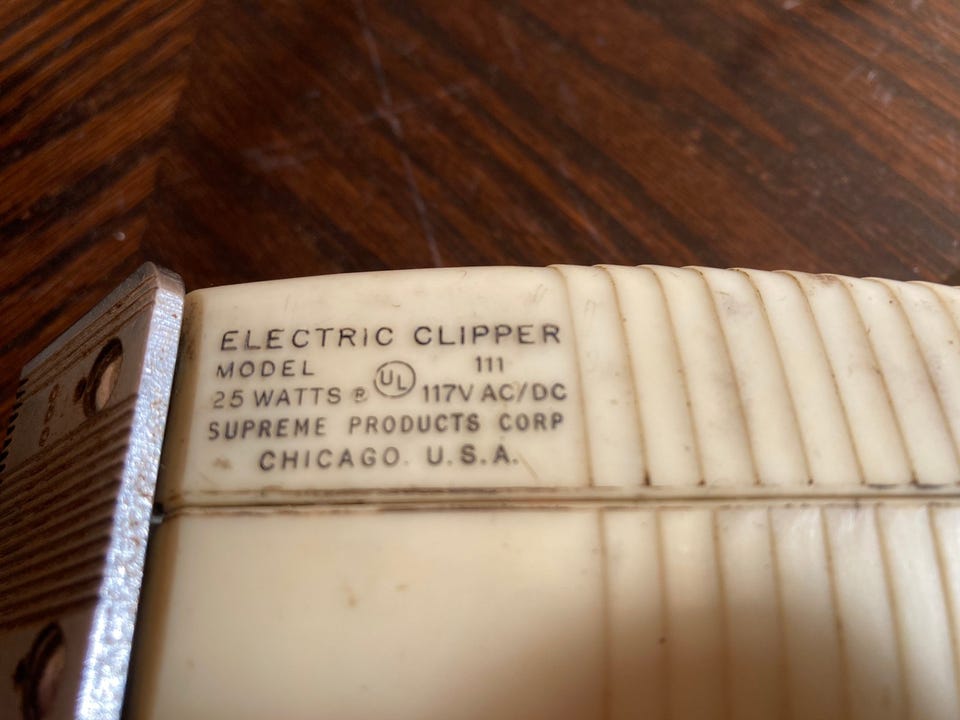 ELECTRIC CLIPPER
MODEL 111
UL
25 WATTS ® 117V AC/DC
SUPREME PRODUCTS CORP
CHICAGO. U.S.A.